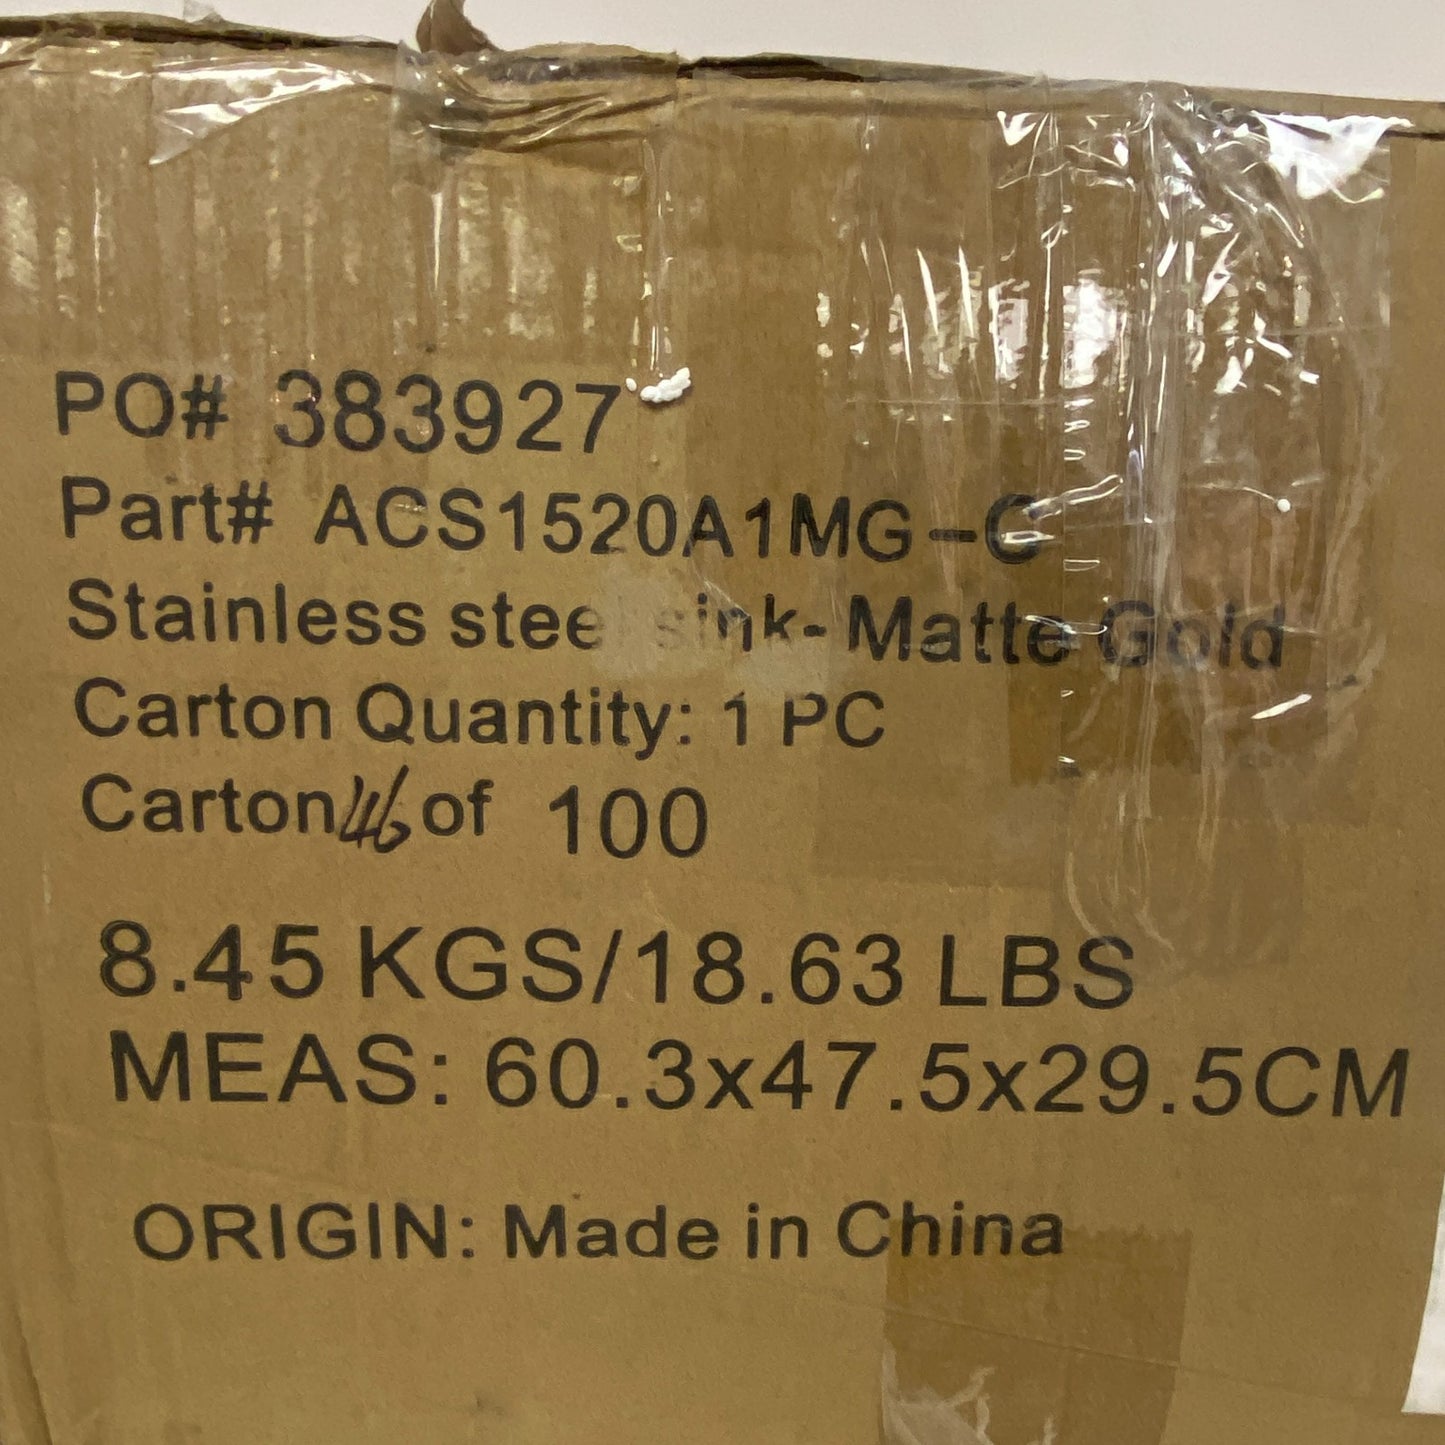 PO# 383927
Part# ACS1520A1MG-C
Stainless steel sink- Matte Gold
Carton Quantity: 1 PC
Carton 46 of 100
8.45 KGS/18.63 LBS
MEAS: 60.3x47.5x29.5CM
ORIGIN: Made in China